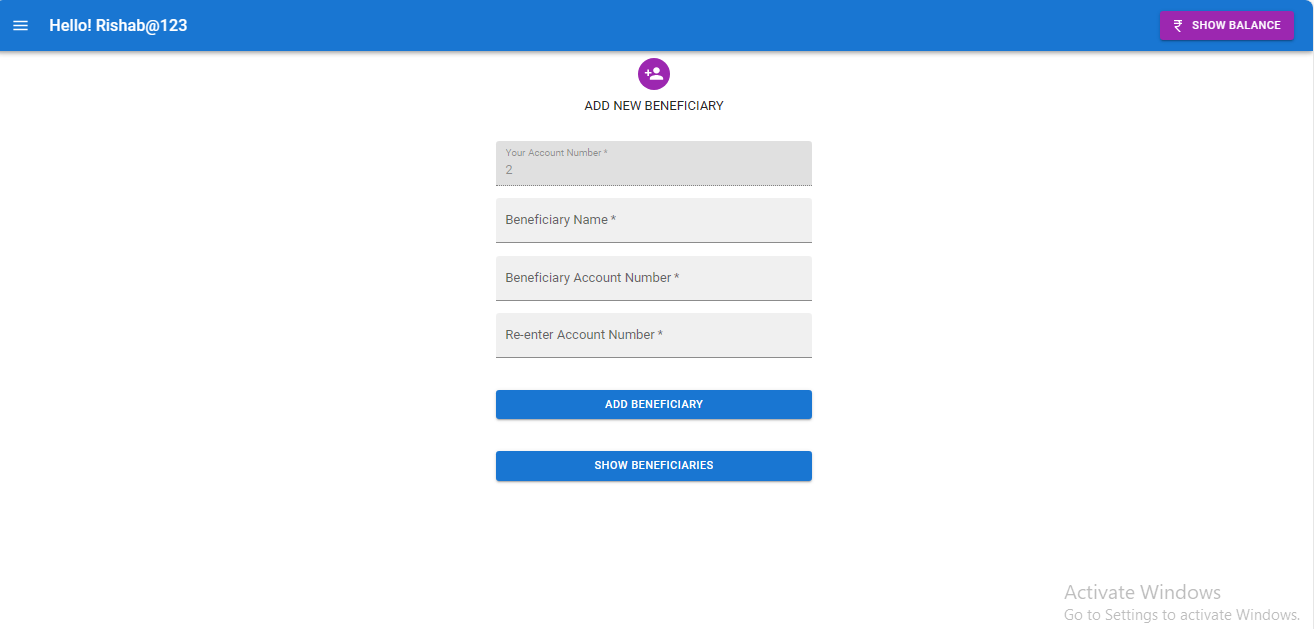 Hello! Rishab@123
₹ SHOW BALANCE
ADD NEW BENEFICIARY
Your Account Number *
2
Beneficiary Name *
Beneficiary Account Number *
Re-enter Account Number *
ADD BENEFICIARY
SHOW BENEFICIARIES
Activate Windows
Go to Settings to activate Windows.